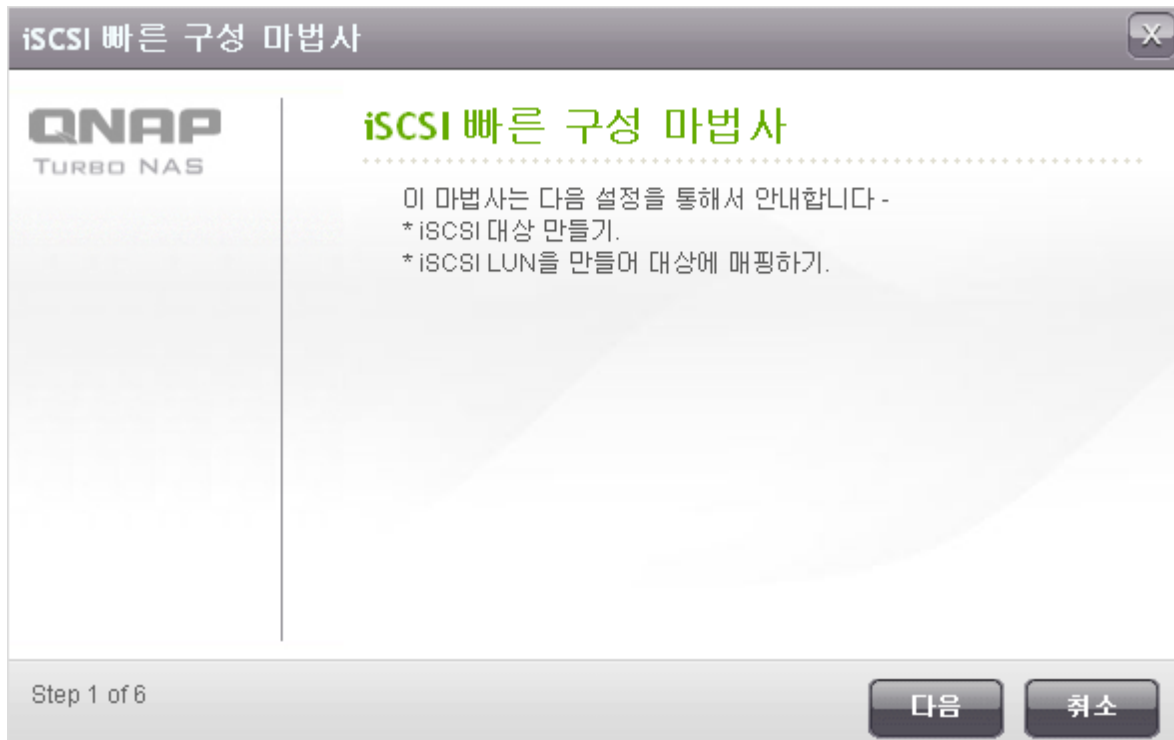 iSCSI 빠른 구성 마법사
X
QNAP
TURBO NAS
iSCSI 빠른 구성 마법사
이 마법사는 다음 설정을 통해서 안내합니다 -
* iSCSI 대상 만들기.
* iSCSI LUN을 만들어 대상에 매핑하기.
Step 1 of 6
다음
취소